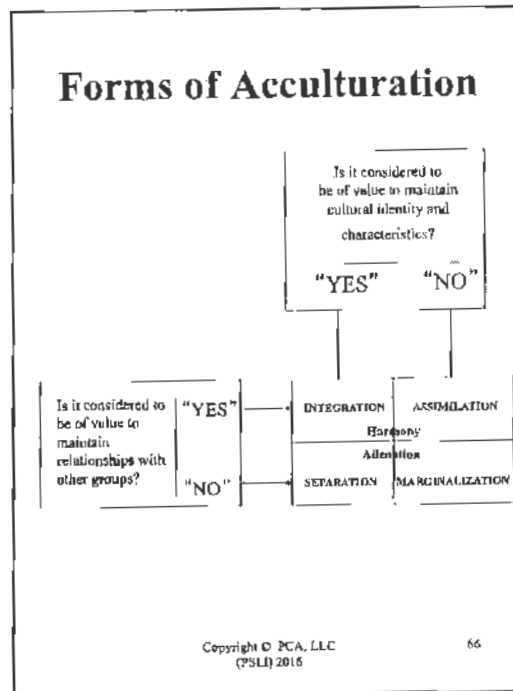 Forms of Acculturation
Is it considered to
be of value to maintain
cultural identity and
characteristics?
"YES" "NO"
Is it considered to
be of value to
maintain
relationships with
other groups?
"YES"
"NO"
INTEGRATION ASSIMILATION
Harmony
Alienation
SEPARATION MARGINALIZATION
Copyright © PCA, LLC
(PSLI) 2016
66